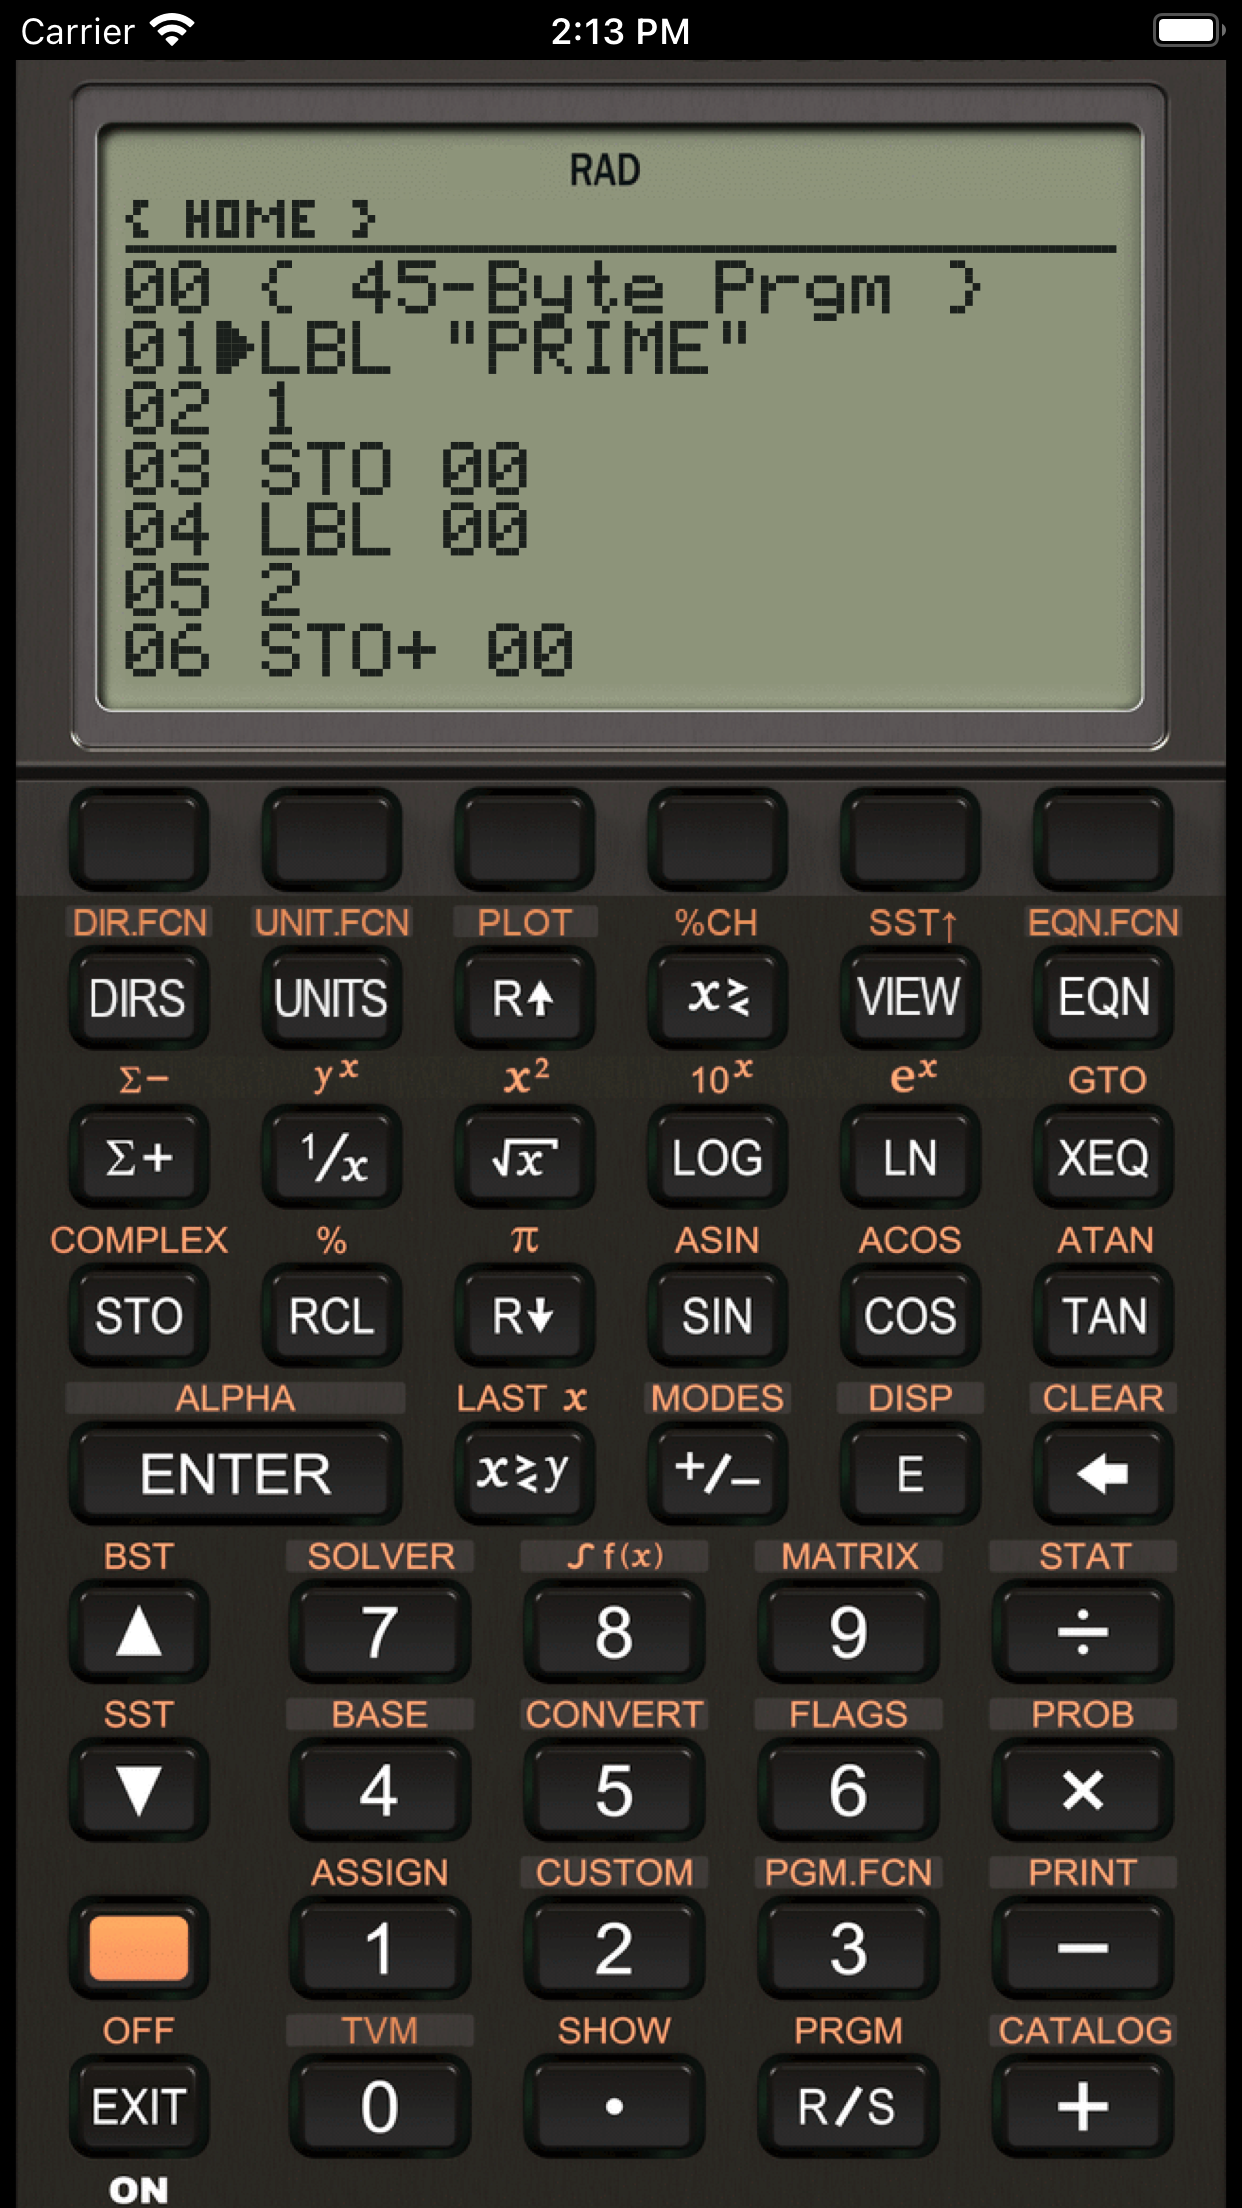 Carrier 2:13 PM
RAD
{ HOME }
00 { 45-Byte Prgm }
01▶LBL "PRIME"
02 1
03 STO 00
04 LBL 00
05 2
06 STO+ 00
DIR.FCN UNIT.FCN PLOT %CH SST↑ EQN.FCN
DIRS UNITS R↑ x≷ VIEW EQN
Σ− y^x x² 10^x e^x GTO
Σ+ 1/x √x LOG LN XEQ
COMPLEX % π ASIN ACOS ATAN
STO RCL R↓ SIN COS TAN
ALPHA LAST x MODES DISP CLEAR
ENTER x≷y +/− E ←
BST SOLVER ∫f(x) MATRIX STAT
▲ 7 8 9 ÷
SST BASE CONVERT FLAGS PROB
▼ 4 5 6 ×
ASSIGN CUSTOM PGM.FCN PRINT
1 2 3 −
OFF TVM SHOW PRGM CATALOG
EXIT 0 . R/S +
ON